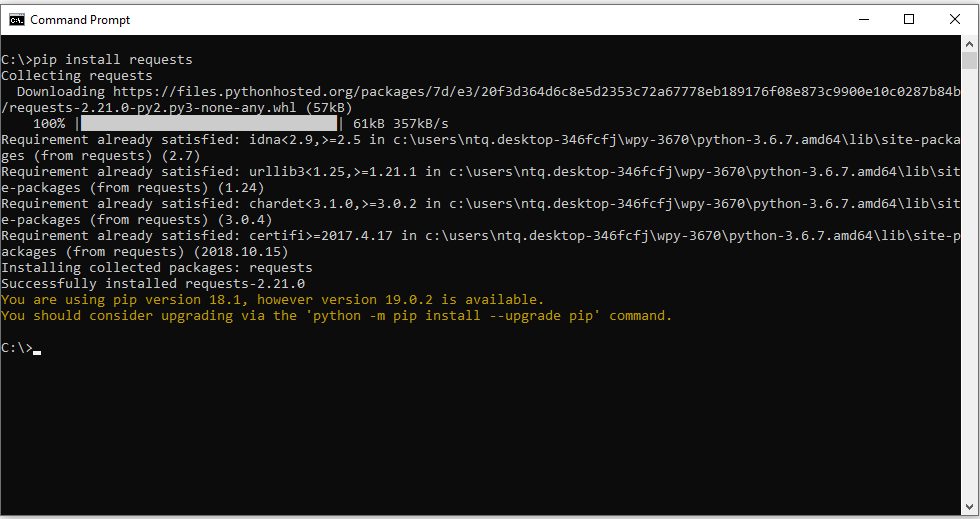 Command Prompt
C:\>pip install requests
Collecting requests
  Downloading https://files.pythonhosted.org/packages/7d/e3/20f3d364d6c8e5d2353c72a67778eb189176f08e873c9900e10c0287b84b
/requests-2.21.0-py2.py3-none-any.whl (57kB)
    100% |████████████████████████████████| 61kB 357kB/s
Requirement already satisfied: idna<2.9,>=2.5 in c:\users\ntq.desktop-346fcfj\wpy-3670\python-3.6.7.amd64\lib\site-packa
ges (from requests) (2.7)
Requirement already satisfied: urllib3<1.25,>=1.21.1 in c:\users\ntq.desktop-346fcfj\wpy-3670\python-3.6.7.amd64\lib\sit
e-packages (from requests) (1.24)
Requirement already satisfied: chardet<3.1.0,>=3.0.2 in c:\users\ntq.desktop-346fcfj\wpy-3670\python-3.6.7.amd64\lib\sit
e-packages (from requests) (3.0.4)
Requirement already satisfied: certifi>=2017.4.17 in c:\users\ntq.desktop-346fcfj\wpy-3670\python-3.6.7.amd64\lib\site-p
ackages (from requests) (2018.10.15)
Installing collected packages: requests
Successfully installed requests-2.21.0
You are using pip version 18.1, however version 19.0.2 is available.
You should consider upgrading via the 'python -m pip install --upgrade pip' command.
C:\>